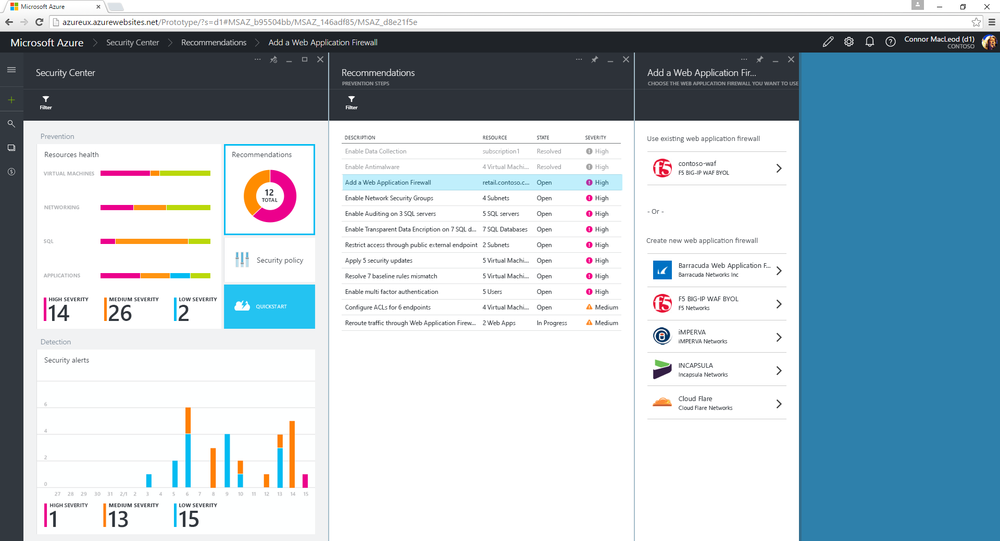 Microsoft Azure
azureux.azurewebsites.net/Prototype/?s=d1#MSAZ_b95504bb/MSAZ_146adf85/MSAZ_d8e21f5e
Microsoft Azure
Security Center
Recommendations
Add a Web Application Firewall
Connor MacLeod (d1)
CONTOSO
Security Center
Filter
Prevention
Resources health
VIRTUAL MACHINES
NETWORKING
SQL
APPLICATIONS
HIGH SEVERITY
14
MEDIUM SEVERITY
26
LOW SEVERITY
2
Recommendations
12
TOTAL
Security policy
QUICKSTART
Detection
Security alerts
6
4
2
0
27 28 29 30 31 2/1 2 3 4 5 6 7 8 9 10 11 12 13 14 15
HIGH SEVERITY
1
MEDIUM SEVERITY
13
LOW SEVERITY
15
Recommendations
PREVENTION STEPS
Filter
DESCRIPTION RESOURCE STATE SEVERITY
Enable Data Collection subscription1 Resolved High
Enable Antimalware 4 Virtual Machi... Resolved High
Add a Web Application Firewall retail.contoso.c... Open High
Enable Network Security Groups 4 Subnets Open High
Enable Auditing on 3 SQL servers 5 SQL servers Open High
Enable Transparent Data Encription on 7 SQL d... 7 SQL Databases Open High
Restrict access through public external endpoint 2 Subnets Open High
Apply 5 security updates 5 Virtual Machi... Open High
Resolve 7 baseline rules mismatch 5 Virtual Machi... Open High
Enable multi factor authentication 5 Users Open High
Configure ACLs for 6 endpoints 4 Virtual Machi... Open Medium
Reroute traffic through Web Application Firew... 2 Web Apps In Progress Medium
Add a Web Application Fir...
CHOOSE THE WEB APPLICATION FIREWALL YOU WANT TO USE
Use existing web application firewall
f5
contoso-waf
F5 BIG-IP WAF BYOL
- Or -
Create new web application firewall
Barracuda Web Application F...
Barracuda Networks Inc
f5
F5 BIG-IP WAF BYOL
F5 Networks
iMPERVA
iMPERVA Networks
INCAPSULA
Incapsula Networks
Cloud Flare
Cloud Flare Networks